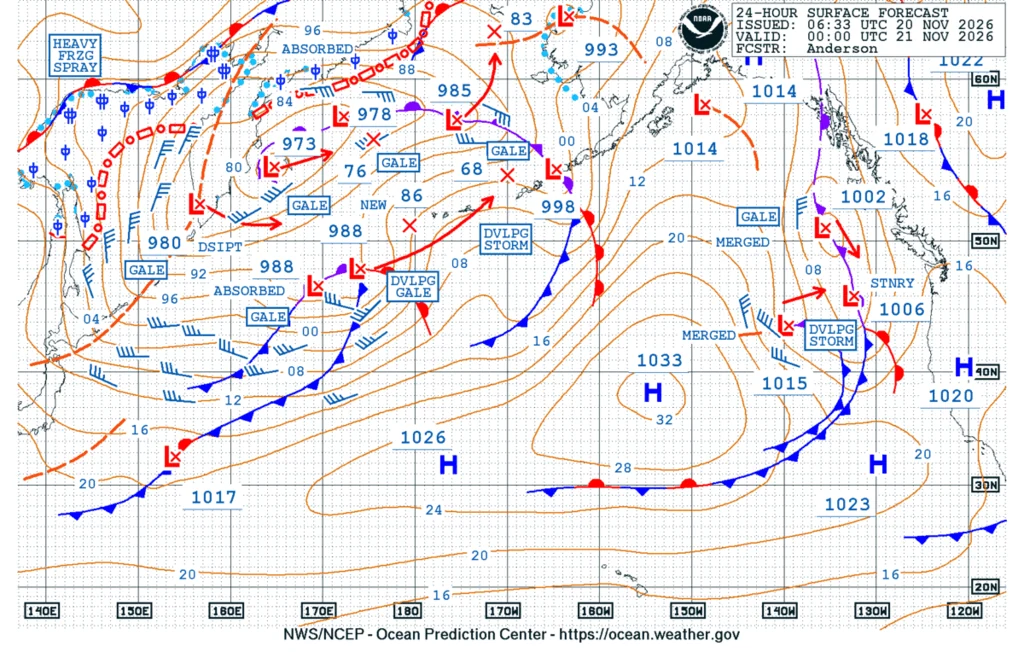 24-HOUR SURFACE FORECAST
ISSUED: 06:33 UTC 20 NOV 2026
VALID: 00:00 UTC 21 NOV 2026
FCSTR: Anderson
NOAA
83
96
HEAVY
FRZG
SPRAY
ABSORBED
993
08
1022
60N
88
985
H
H
84
978
04
1014
20
973
00
1018
GALE
GALE
1014
80
76
68
12
16
GALE
NEW
86
998
1002
GALE
980
DSIPT
988
DVLPG
STORM
20
MERGED
50N
GALE
92
988
08
08
16
ABSORBED
DVLPG
GALE
STNRY
96
1006
04
GALE
00
16
MERGED
DVLPG
STORM
1033
08
H
1015
H
40N
12
32
1020
16
1026
20
H
28
H
20
1017
24
1023
30N
20
20
16
16
20N
140E
150E
160E
170E
180
170W
160W
150W
140W
130W
120W
L
L
L
L
L
L
L
L
L
L
L
L
L
L
NWS/NCEP - Ocean Prediction Center - https://ocean.weather.gov